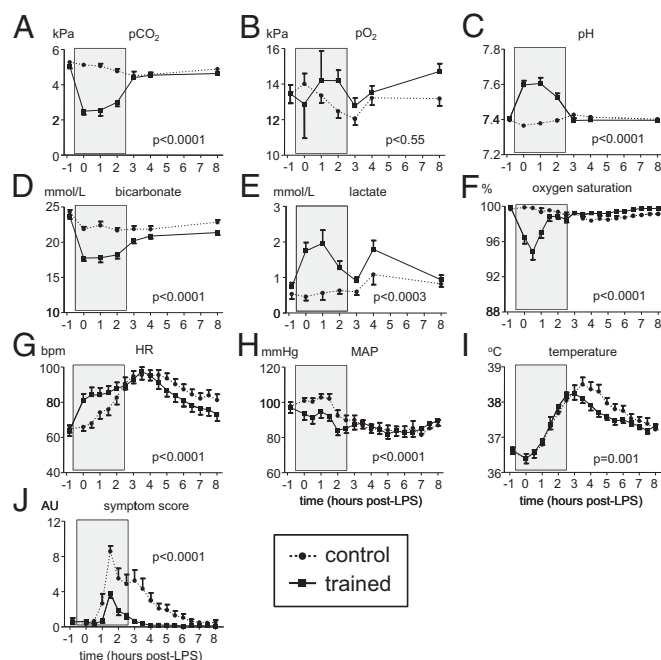 A
kPa
pCO₂
6
4
2
0
p<0.0001
-1 0 1 2 3 4 5 6 7 8
B
kPa
pO₂
16
14
12
10
p<0.55
-1 0 1 2 3 4 5 6 7 8
C
pH
7.8
7.6
7.4
7.2
p<0.0001
-1 0 1 2 3 4 5 6 7 8
D
mmol/L
bicarbonate
25
20
15
10
p<0.0001
-1 0 1 2 3 4 5 6 7 8
E
mmol/L
lactate
3
2
1
0
p<0.0003
-1 0 1 2 3 4 5 6 7 8
F
%
oxygen saturation
100
96
92
88
p<0.0001
-1 0 1 2 3 4 5 6 7 8
G
bpm
HR
100
80
60
40
p<0.0001
-1 0 1 2 3 4 5 6 7 8
H
mmHg
MAP
120
100
80
60
p<0.0001
-1 0 1 2 3 4 5 6 7 8
time (hours post-LPS)
I
ºC
temperature
39
38
37
36
p=0.001
-1 0 1 2 3 4 5 6 7 8
time (hours post-LPS)
J
AU
symptom score
12
8
4
0
p<0.0001
-1 0 1 2 3 4 5 6 7 8
time (hours post-LPS)
control
trained